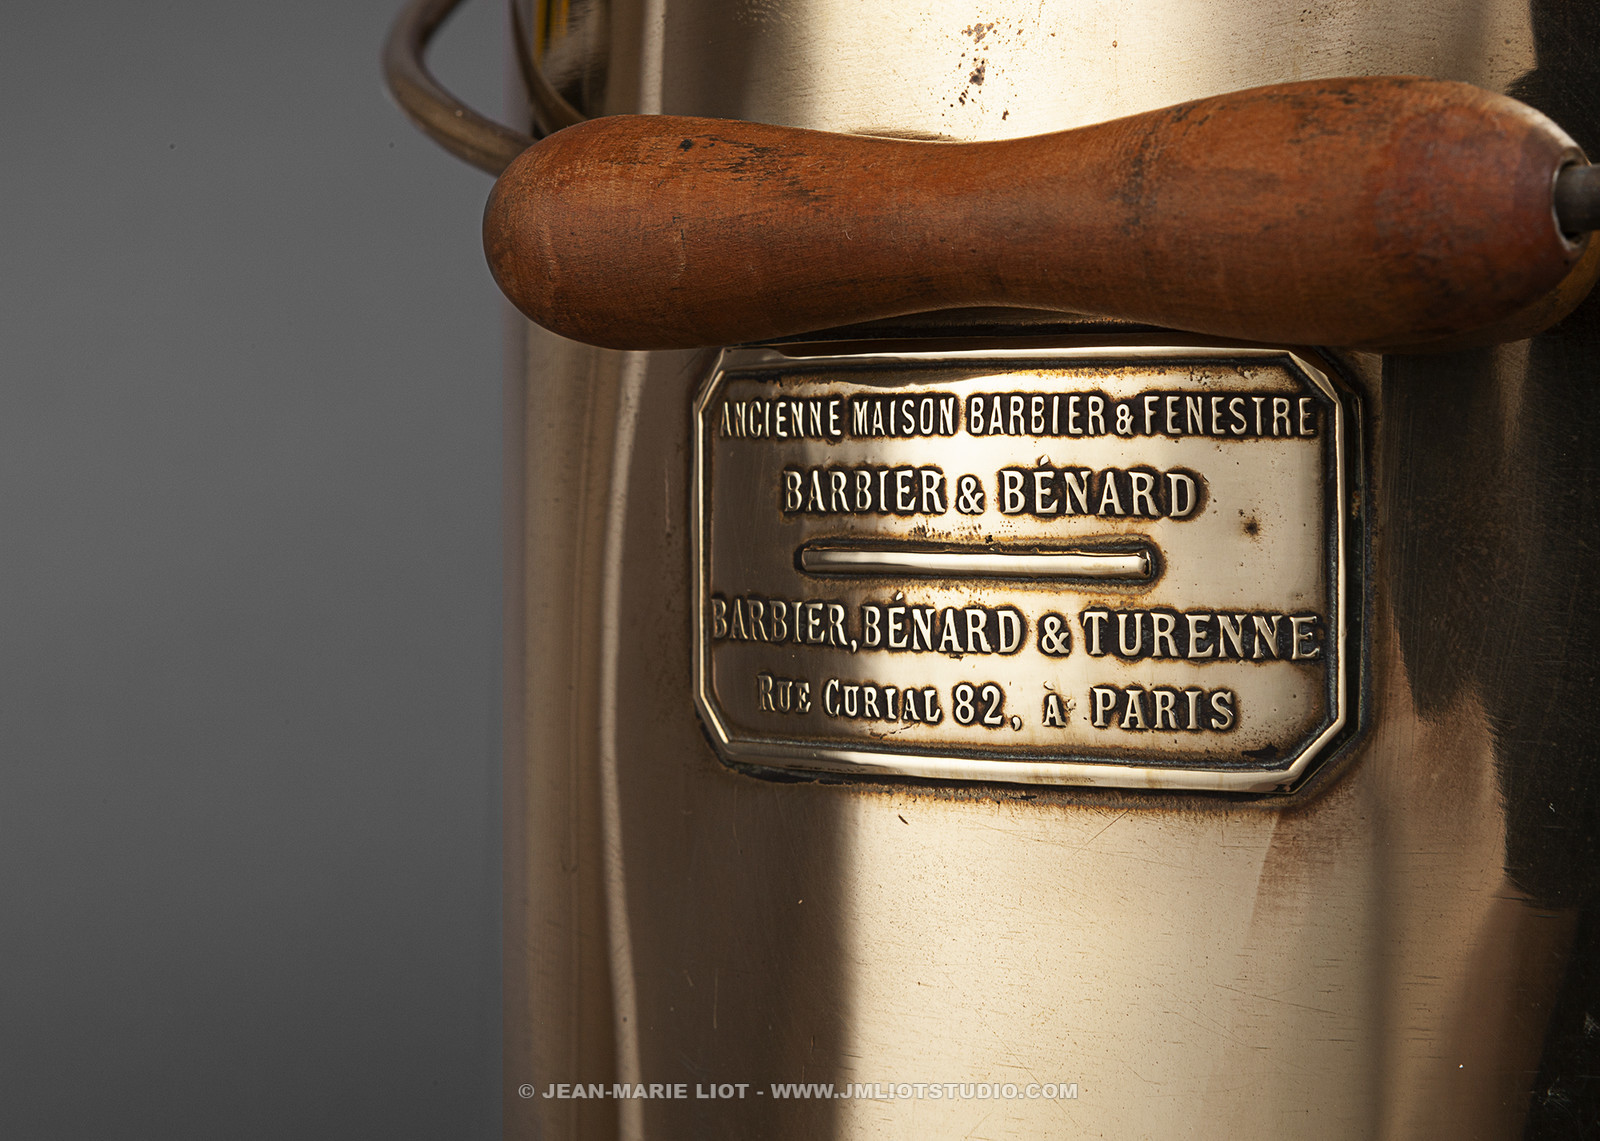 ANCIENNE MAISON BARBIER & FENESTRE
BARBIER & BÉNARD
BARBIER, BÉNARD & TURENNE
RUE CURIAL 82, À PARIS
© JEAN-MARIE LIOT - WWW.JMLIOTSTUDIO.COM